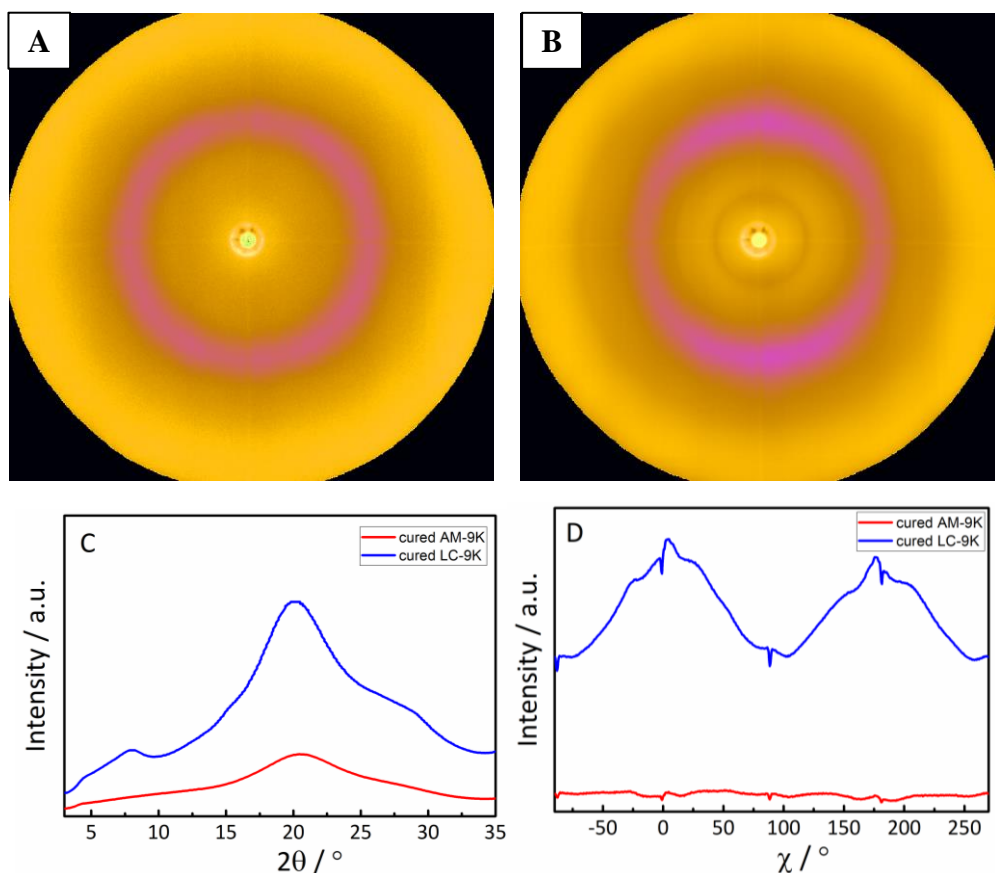 A
B
C
cured AM-9K
cured LC-9K
Intensity / a.u.
5
10
15
20
25
30
35
2θ / °
D
cured AM-9K
cured LC-9K
Intensity / a.u.
-50
0
50
100
150
200
250
χ / °